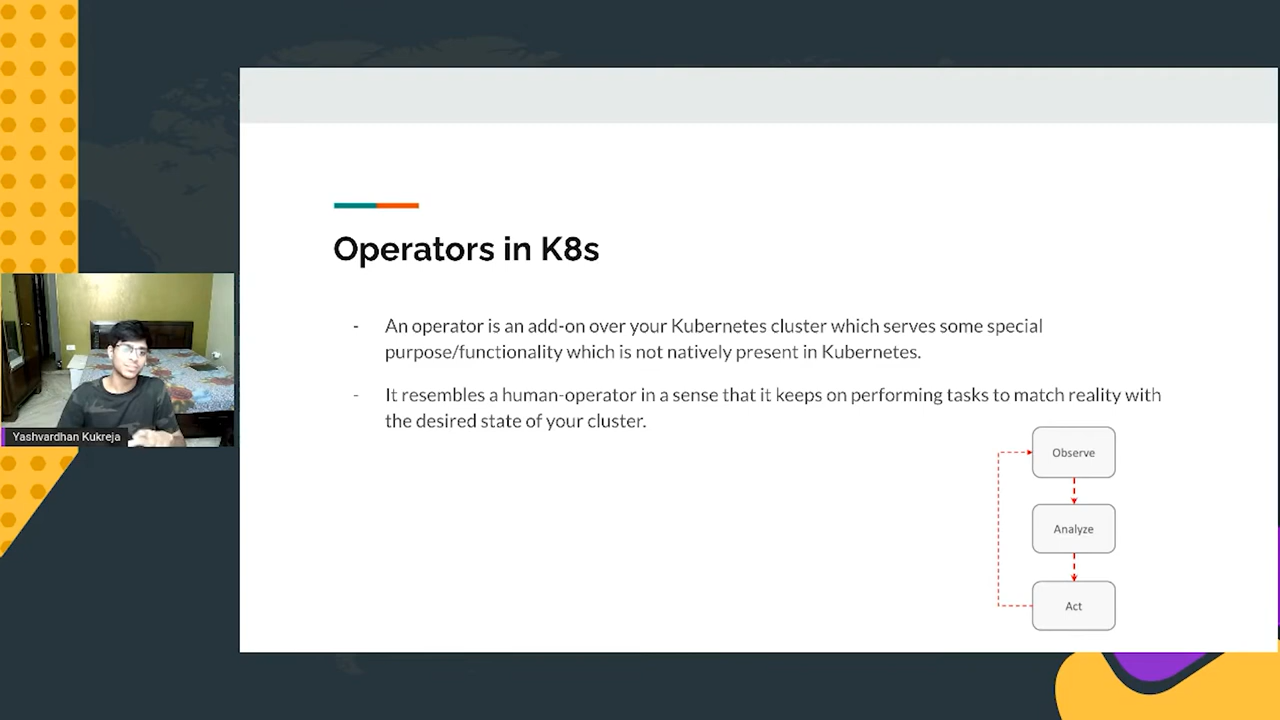 Operators in K8s
- An operator is an add-on over your Kubernetes cluster which serves some special
purpose/functionality which is not natively present in Kubernetes.
- It resembles a human-operator in a sense that it keeps on performing tasks to match reality with
the desired state of your cluster.
Observe
Analyze
Act
Yashvardhan Kukreja